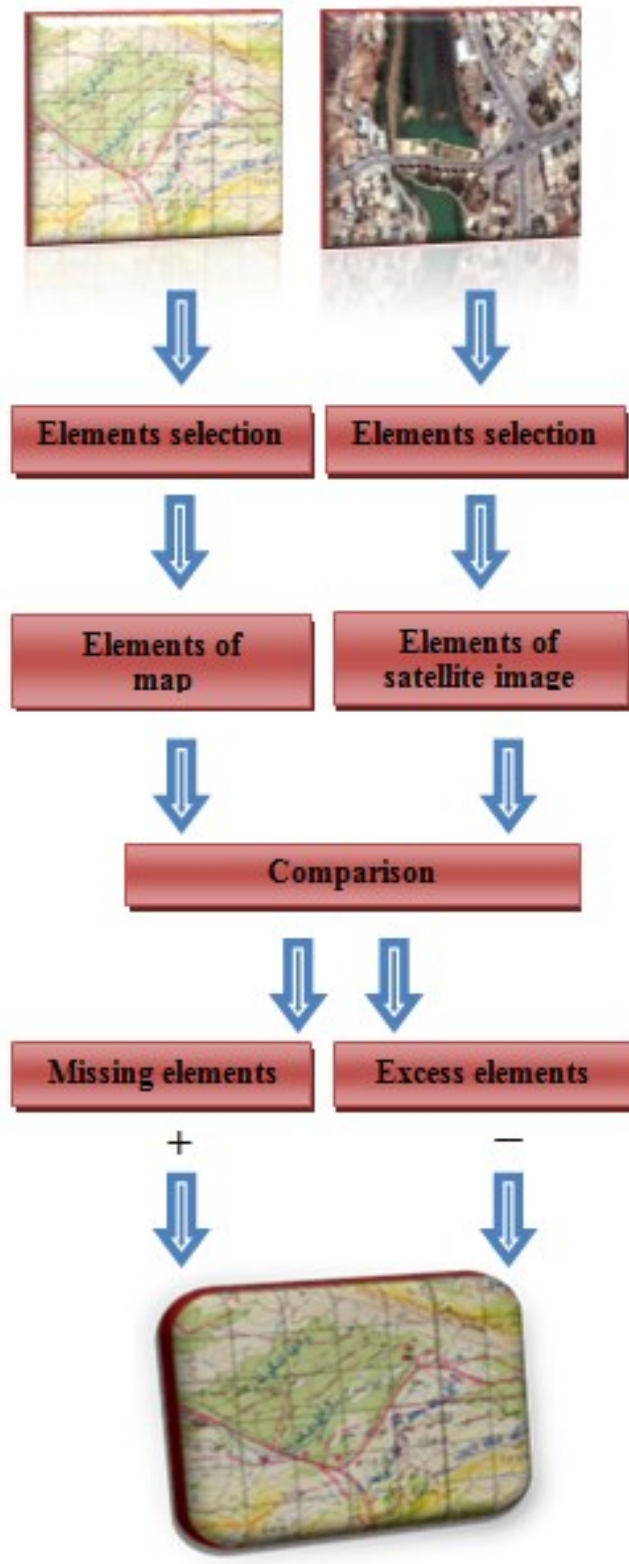 Elements selection
Elements selection
Elements of
map
Elements of
satellite image
Comparison
Missing elements
Excess elements
+
−